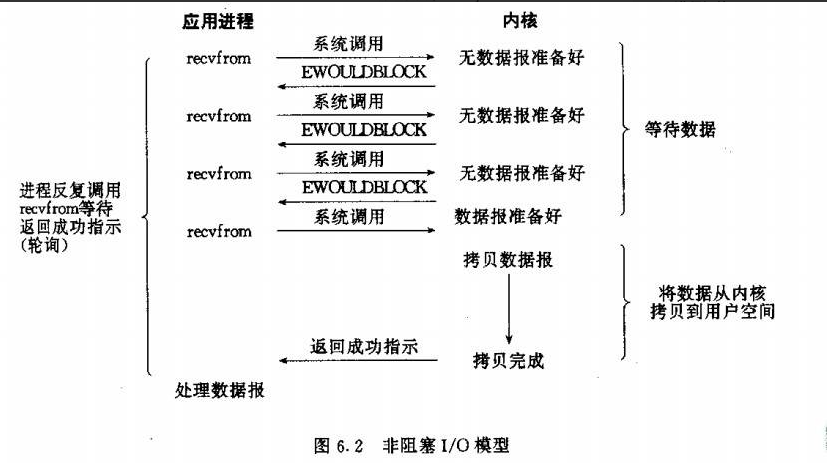 应用进程 内核
recvfrom 系统调用 无数据报准备好
EWOULDBLOCK
recvfrom 系统调用 无数据报准备好
EWOULDBLOCK
等待数据
recvfrom 系统调用 无数据报准备好
EWOULDBLOCK
recvfrom 系统调用 数据报准备好
进程反复调用
recvfrom等待
返回成功指示
(轮询)
拷贝数据报
将数据从内核
拷贝到用户空间
返回成功指示 拷贝完成
处理数据报
图 6.2 非阻塞 I/O 模型